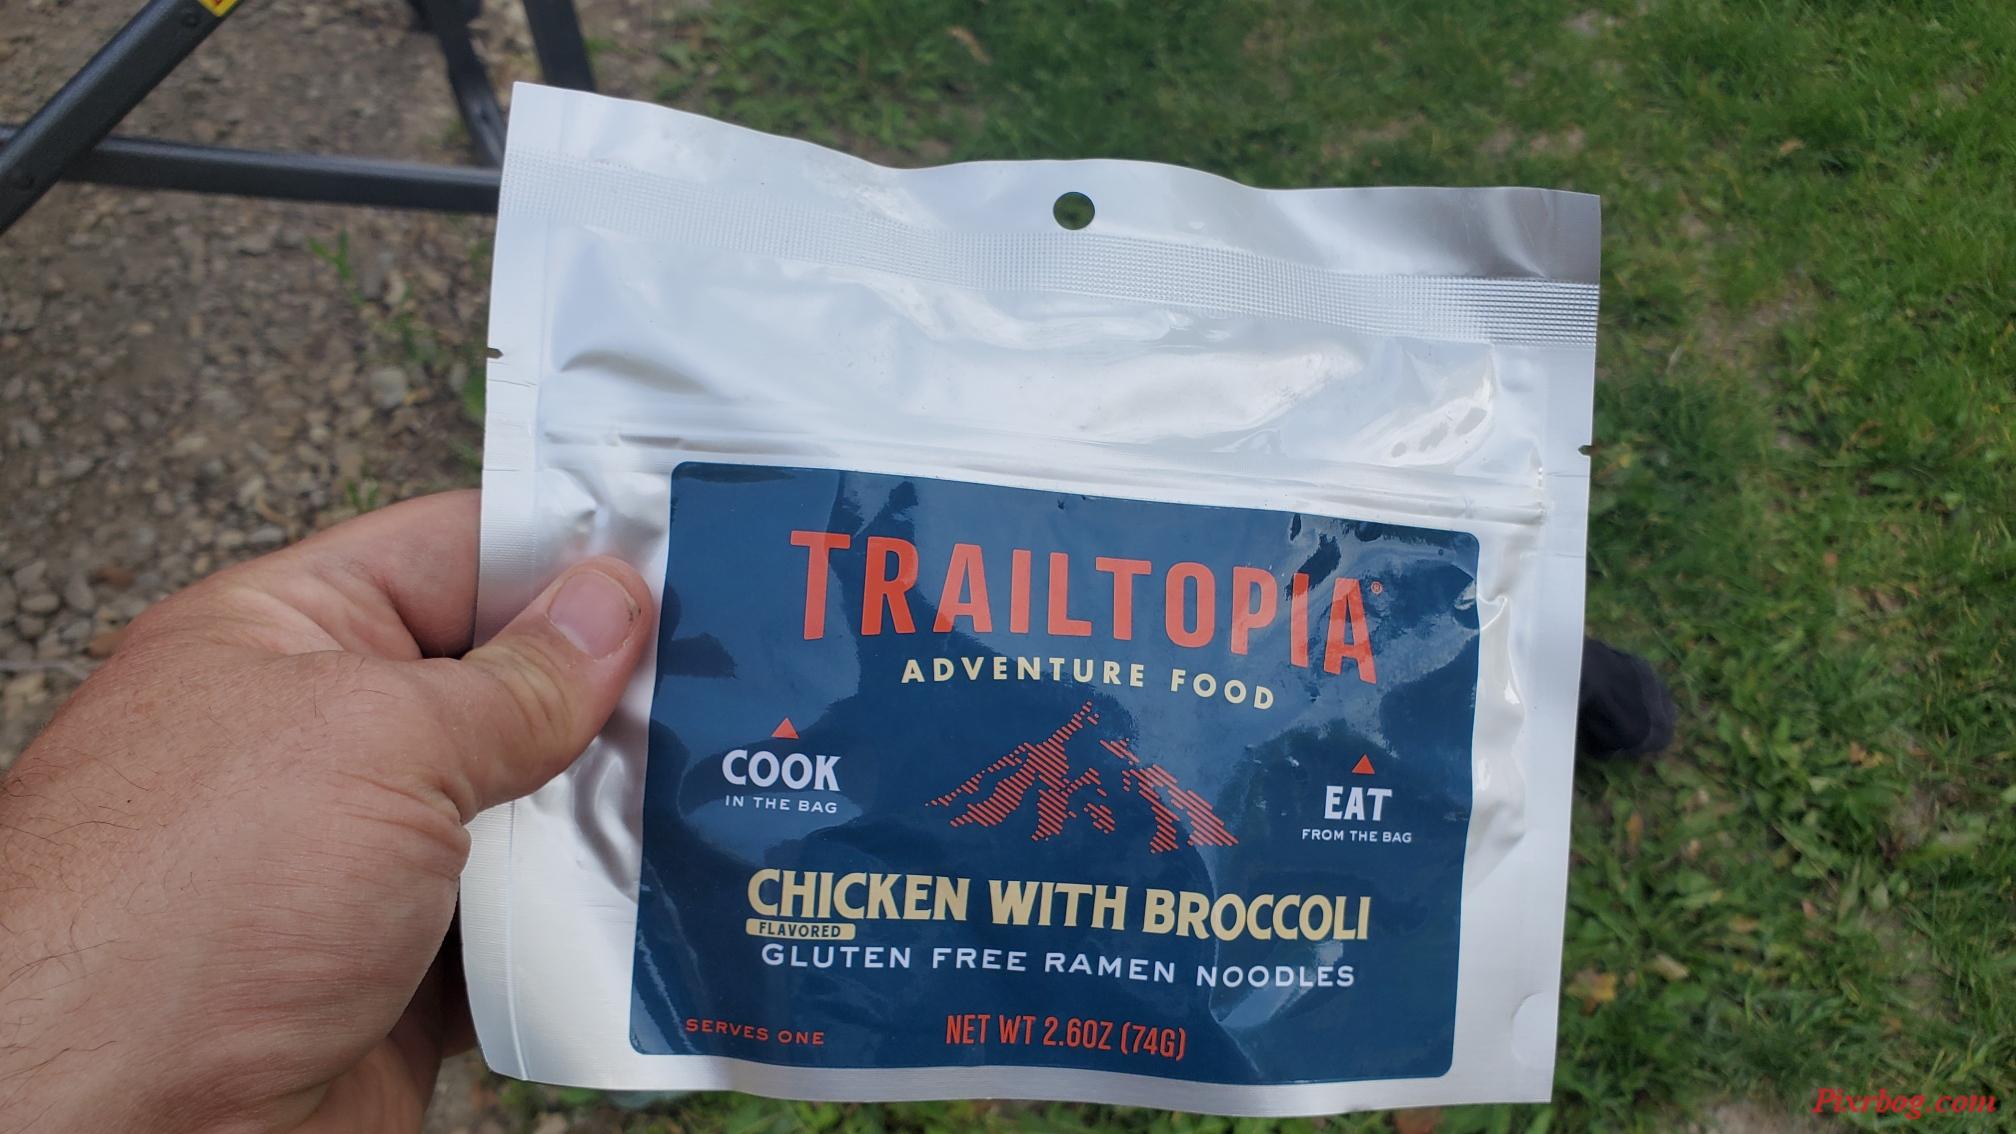 TRAILTOPIA®
ADVENTURE FOOD
COOK
IN THE BAG
EAT
FROM THE BAG
CHICKEN WITH BROCCOLI
FLAVORED
GLUTEN FREE RAMEN NOODLES
SERVES ONE
NET WT 2.6OZ (74G)
Pixrbog.com